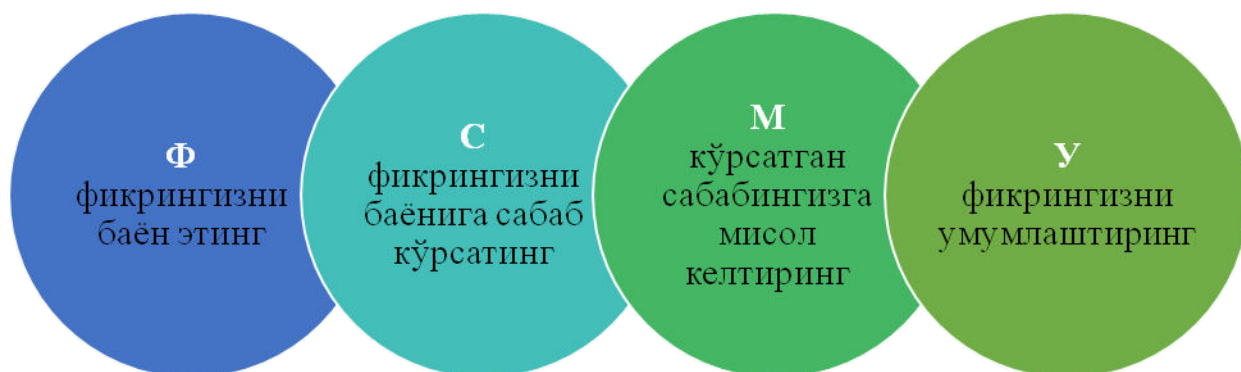 Ф
фикрингизни
баён этинг
С
фикрингизни
баёнига сабаб
кўрсатинг
М
кўрсатган
сабабингизга
мисол
келтиринг
У
фикрингизни
умумлаштиринг